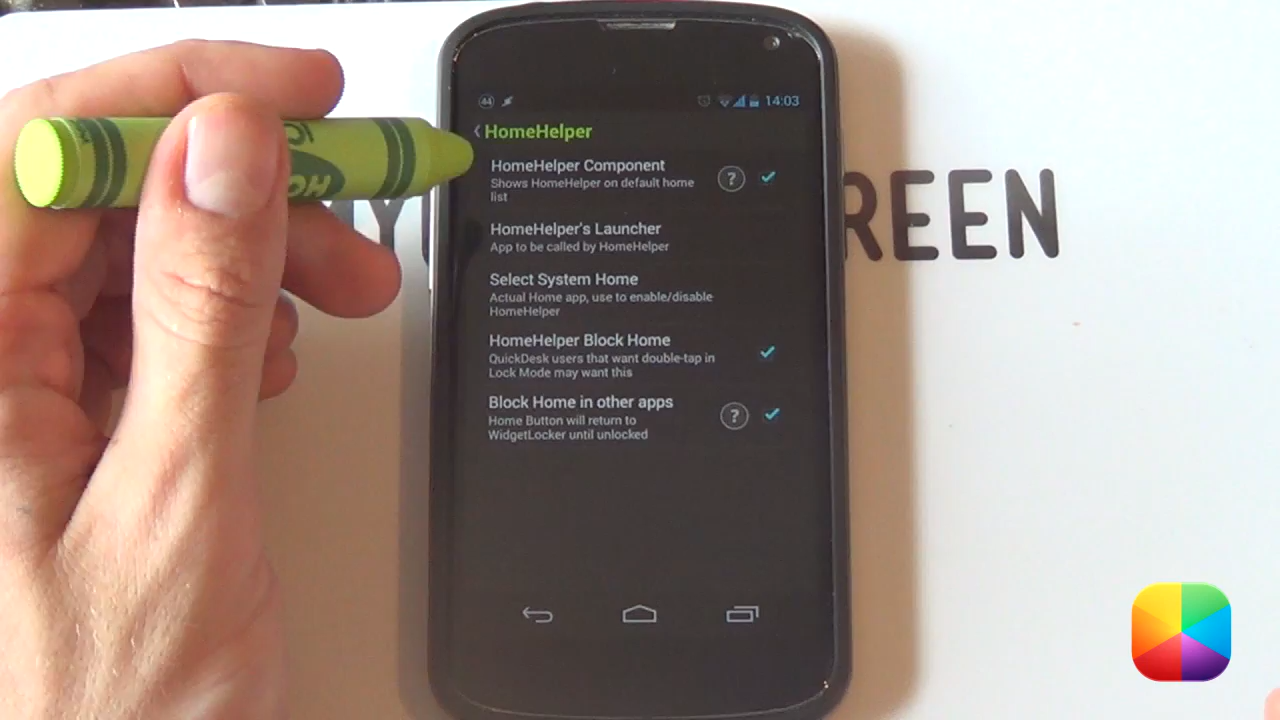 44
14:03
HomeHelper
HomeHelper Component
Shows HomeHelper on default home
list
?
HomeHelper's Launcher
App to be called by HomeHelper
Select System Home
Actual Home app, use to enable/disable
HomeHelper
HomeHelper Block Home
QuickDesk users that want double-tap in
Lock Mode may want this
Block Home in other apps
?
Home Button will return to
WidgetLocker until unlocked
REEN